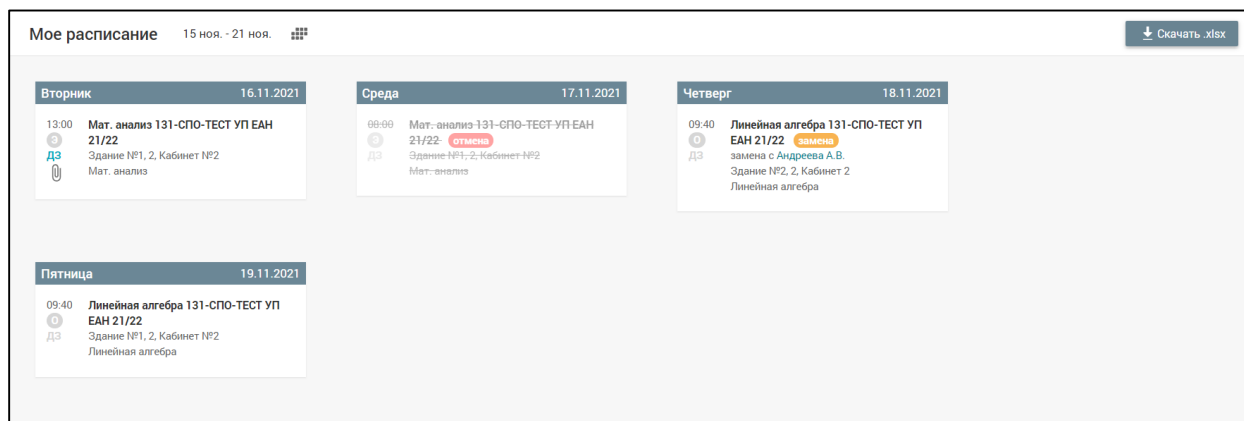 Мое расписание 15 ноя. - 21 ноя. Скачать .xlsx
Вторник 16.11.2021
13:00 Мат. анализ 131-СПО-ТЕСТ УП ЕАН
Э 21/22
ДЗ Здание №1, 2, Кабинет №2
Мат. анализ
Среда 17.11.2021
08:00 Мат. анализ 131-СПО-ТЕСТ УП ЕАН
Э 21/22 отмена
ДЗ Здание №1, 2, Кабинет №2
Мат. анализ
Четверг 18.11.2021
09:40 Линейная алгебра 131-СПО-ТЕСТ УП
О ЕАН 21/22 замена
ДЗ замена с Андреева А.В.
Здание №2, 2, Кабинет 2
Линейная алгебра
Пятница 19.11.2021
09:40 Линейная алгебра 131-СПО-ТЕСТ УП
О ЕАН 21/22
ДЗ Здание №1, 2, Кабинет №2
Линейная алгебра